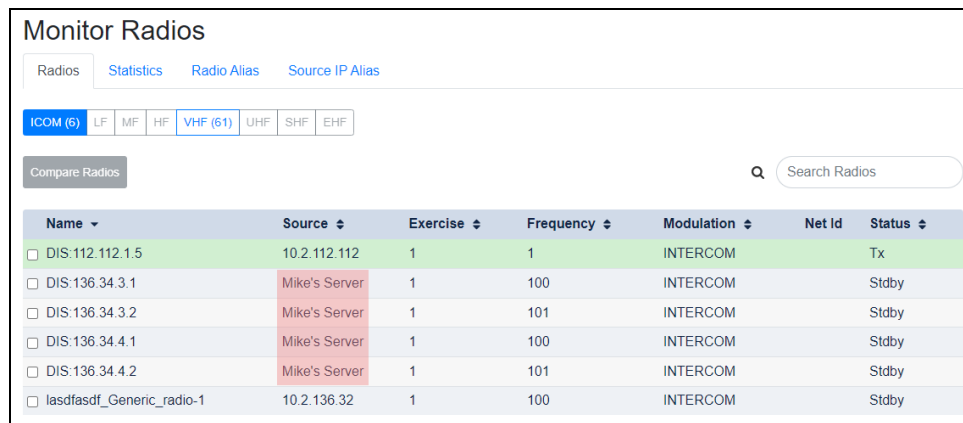 Monitor Radios
Radios Statistics Radio Alias Source IP Alias
ICOM (6) LF MF HF VHF (61) UHF SHF EHF
Compare Radios Search Radios
Name Source Exercise Frequency Modulation Net Id Status
DIS:112.112.1.5 10.2.112.112 1 1 INTERCOM Tx
DIS:136.34.3.1 Mike's Server 1 100 INTERCOM Stdby
DIS:136.34.3.2 Mike's Server 1 101 INTERCOM Stdby
DIS:136.34.4.1 Mike's Server 1 100 INTERCOM Stdby
DIS:136.34.4.2 Mike's Server 1 101 INTERCOM Stdby
lasdfasdf_Generic_radio-1 10.2.136.32 1 100 INTERCOM Stdby